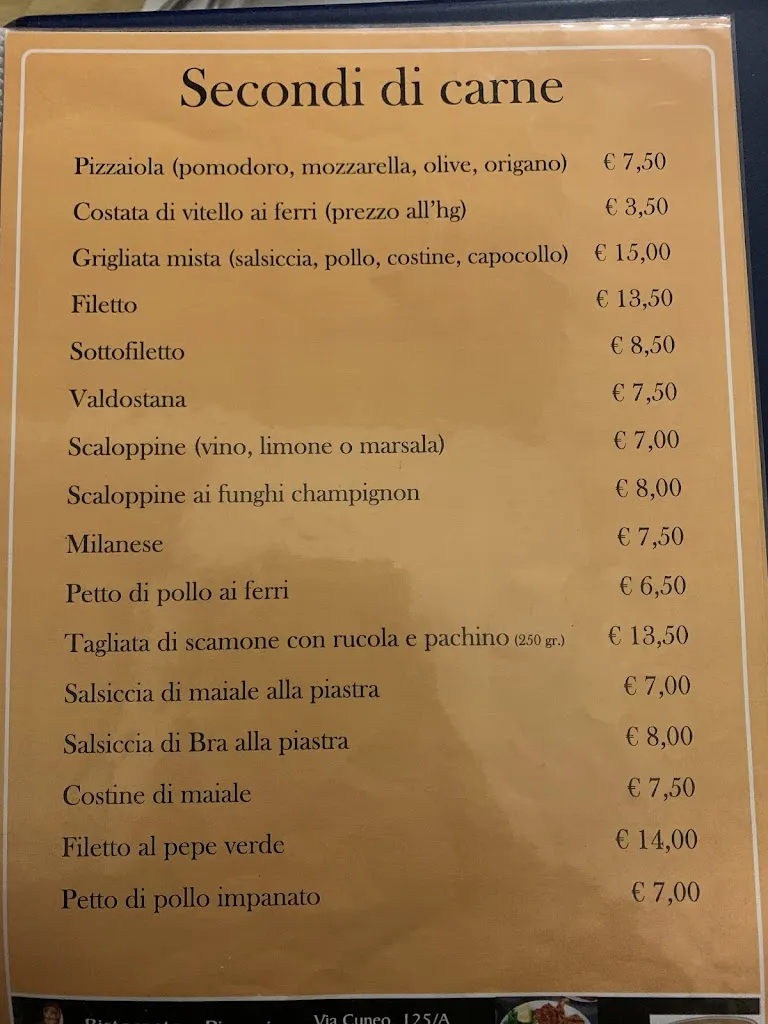 Secondi di carne
Pizzaiola (pomodoro, mozzarella, olive, origano) € 7,50
Costata di vitello ai ferri (prezzo all'hg) € 3,50
Grigliata mista (salsiccia, pollo, costine, capocollo) € 15,00
Filetto € 13,50
Sottofiletto € 8,50
Valdostana € 7,50
Scaloppine (vino, limone o marsala) € 7,00
Scaloppine ai funghi champignon € 8,00
Milanese € 7,50
Petto di pollo ai ferri € 6,50
Tagliata di scamone con rucola e pachino (250 gr.) € 13,50
Salsiccia di maiale alla piastra € 7,00
Salsiccia di Bra alla piastra € 8,00
Costine di maiale € 7,50
Filetto al pepe verde € 14,00
Petto di pollo impanato € 7,00
Via Cuneo 125/A